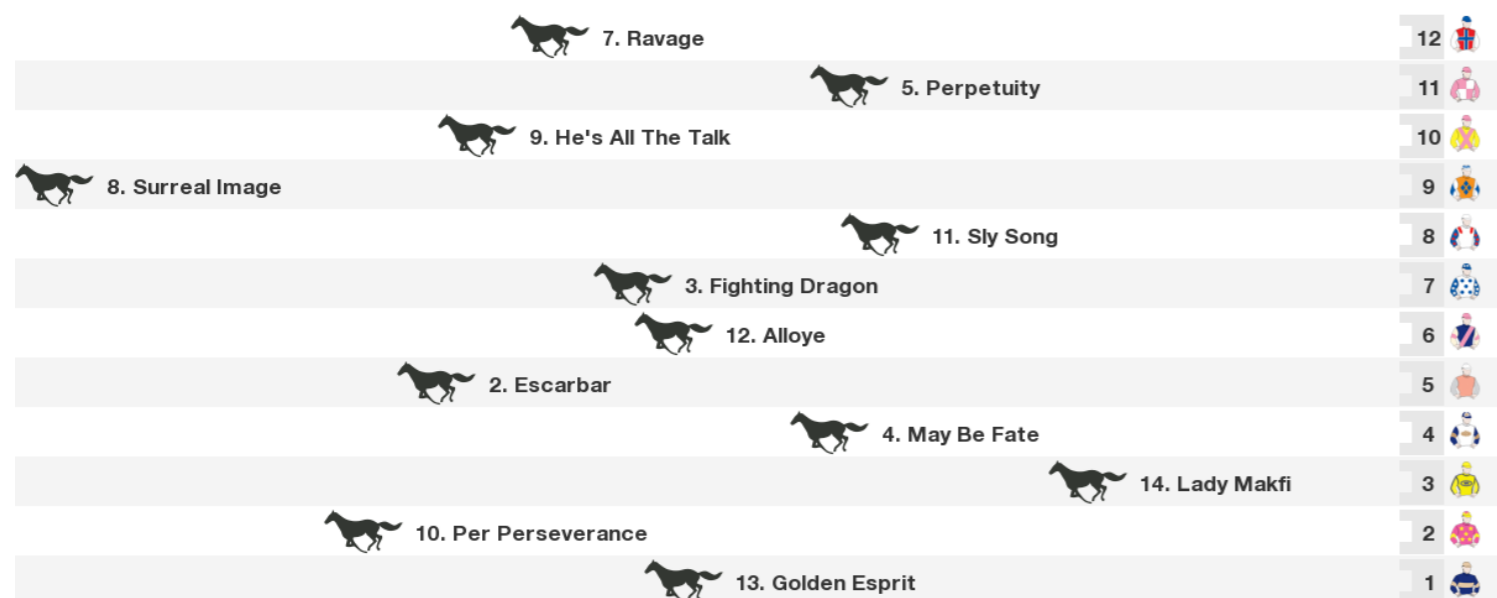 7. Ravage 12
5. Perpetuity 11
9. He's All The Talk 10
8. Surreal Image 9
11. Sly Song 8
3. Fighting Dragon 7
12. Alloye 6
2. Escarbar 5
4. May Be Fate 4
14. Lady Makfi 3
10. Per Perseverance 2
13. Golden Esprit 1